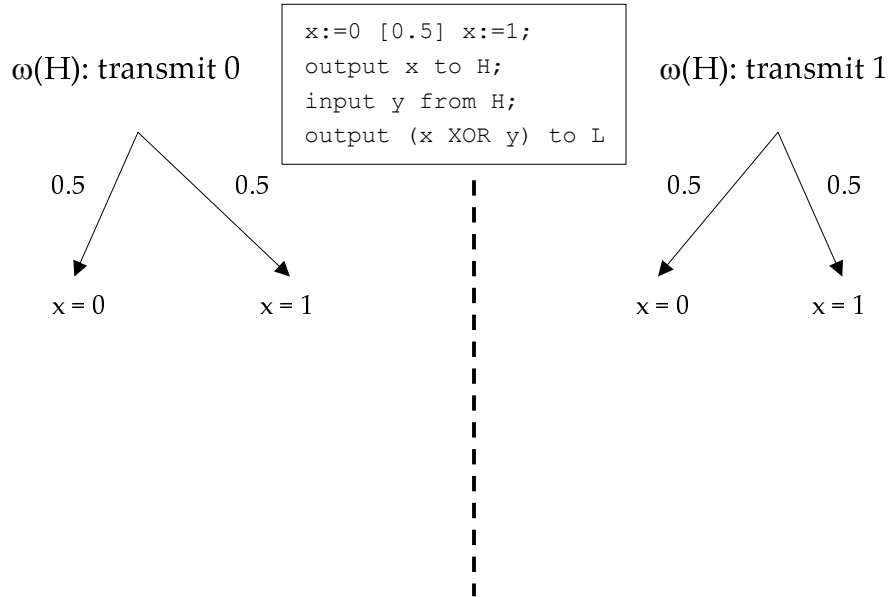 x:=0 [0.5] x:=1;
output x to H;
input y from H;
output (x XOR y) to L
ω(H): transmit 0
0.5
0.5
x = 0
x = 1
ω(H): transmit 1
0.5
0.5
x = 0
x = 1